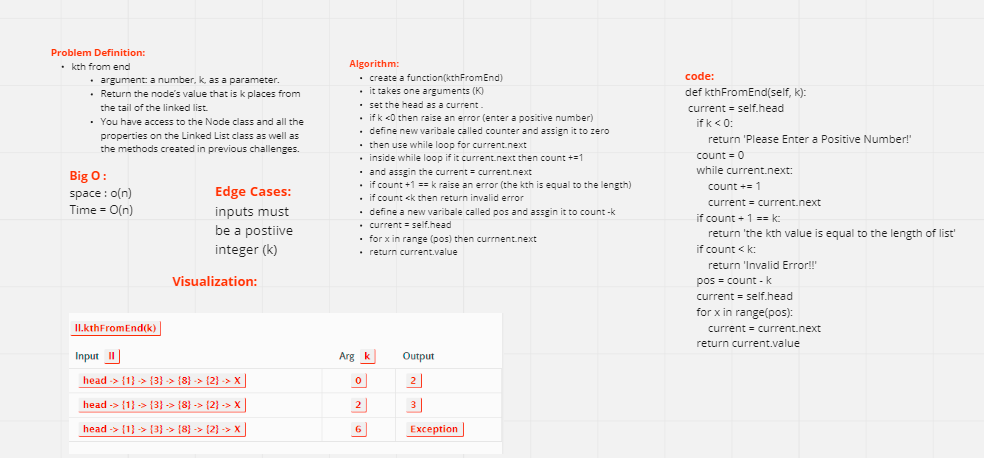 Problem Definition:
• kth from end
• argument: a number, k, as a parameter.
• Return the node's value that is k places from
the tail of the linked list.
• You have access to the Node class and all the
properties on the Linked List class as well as
the methods created in previous challenges.
Big O :
space : o(n)
Time = O(n)
Edge Cases:
inputs must
be a postiive
integer (k)
Algorithm:
• create a function(kthFromEnd)
• it takes one arguments (K)
• set the head as a current .
• if k <0 then raise an error (enter a positive number)
• define new varibale called counter and assign it to zero
• then use while loop for current.next
• inside while loop if it current.next then count +=1
• and assgin the current = current.next
• if count +1 == k raise an error (the kth is equal to the length)
• if count <k then return invalid error
• define a new varibale called pos and assgin it to count -k
• current = self.head
• for x in range (pos) then currnent.next
• return current.value
code:
def kthFromEnd(self, k):
current = self.head
if k < 0:
return 'Please Enter a Positive Number!'
count = 0
while current.next:
count += 1
current = current.next
if count + 1 == k:
return 'the kth value is equal to the length of list'
if count < k:
return 'Invalid Error!!'
pos = count - k
current = self.head
for x in range(pos):
current = current.next
return current.value
Visualization:
ll.kthFromEnd(k)
Input ll Arg k Output
head -> {1} -> {3} -> {8} -> {2} -> X 0 2
head -> {1} -> {3} -> {8} -> {2} -> X 2 3
head -> {1} -> {3} -> {8} -> {2} -> X 6 Exception